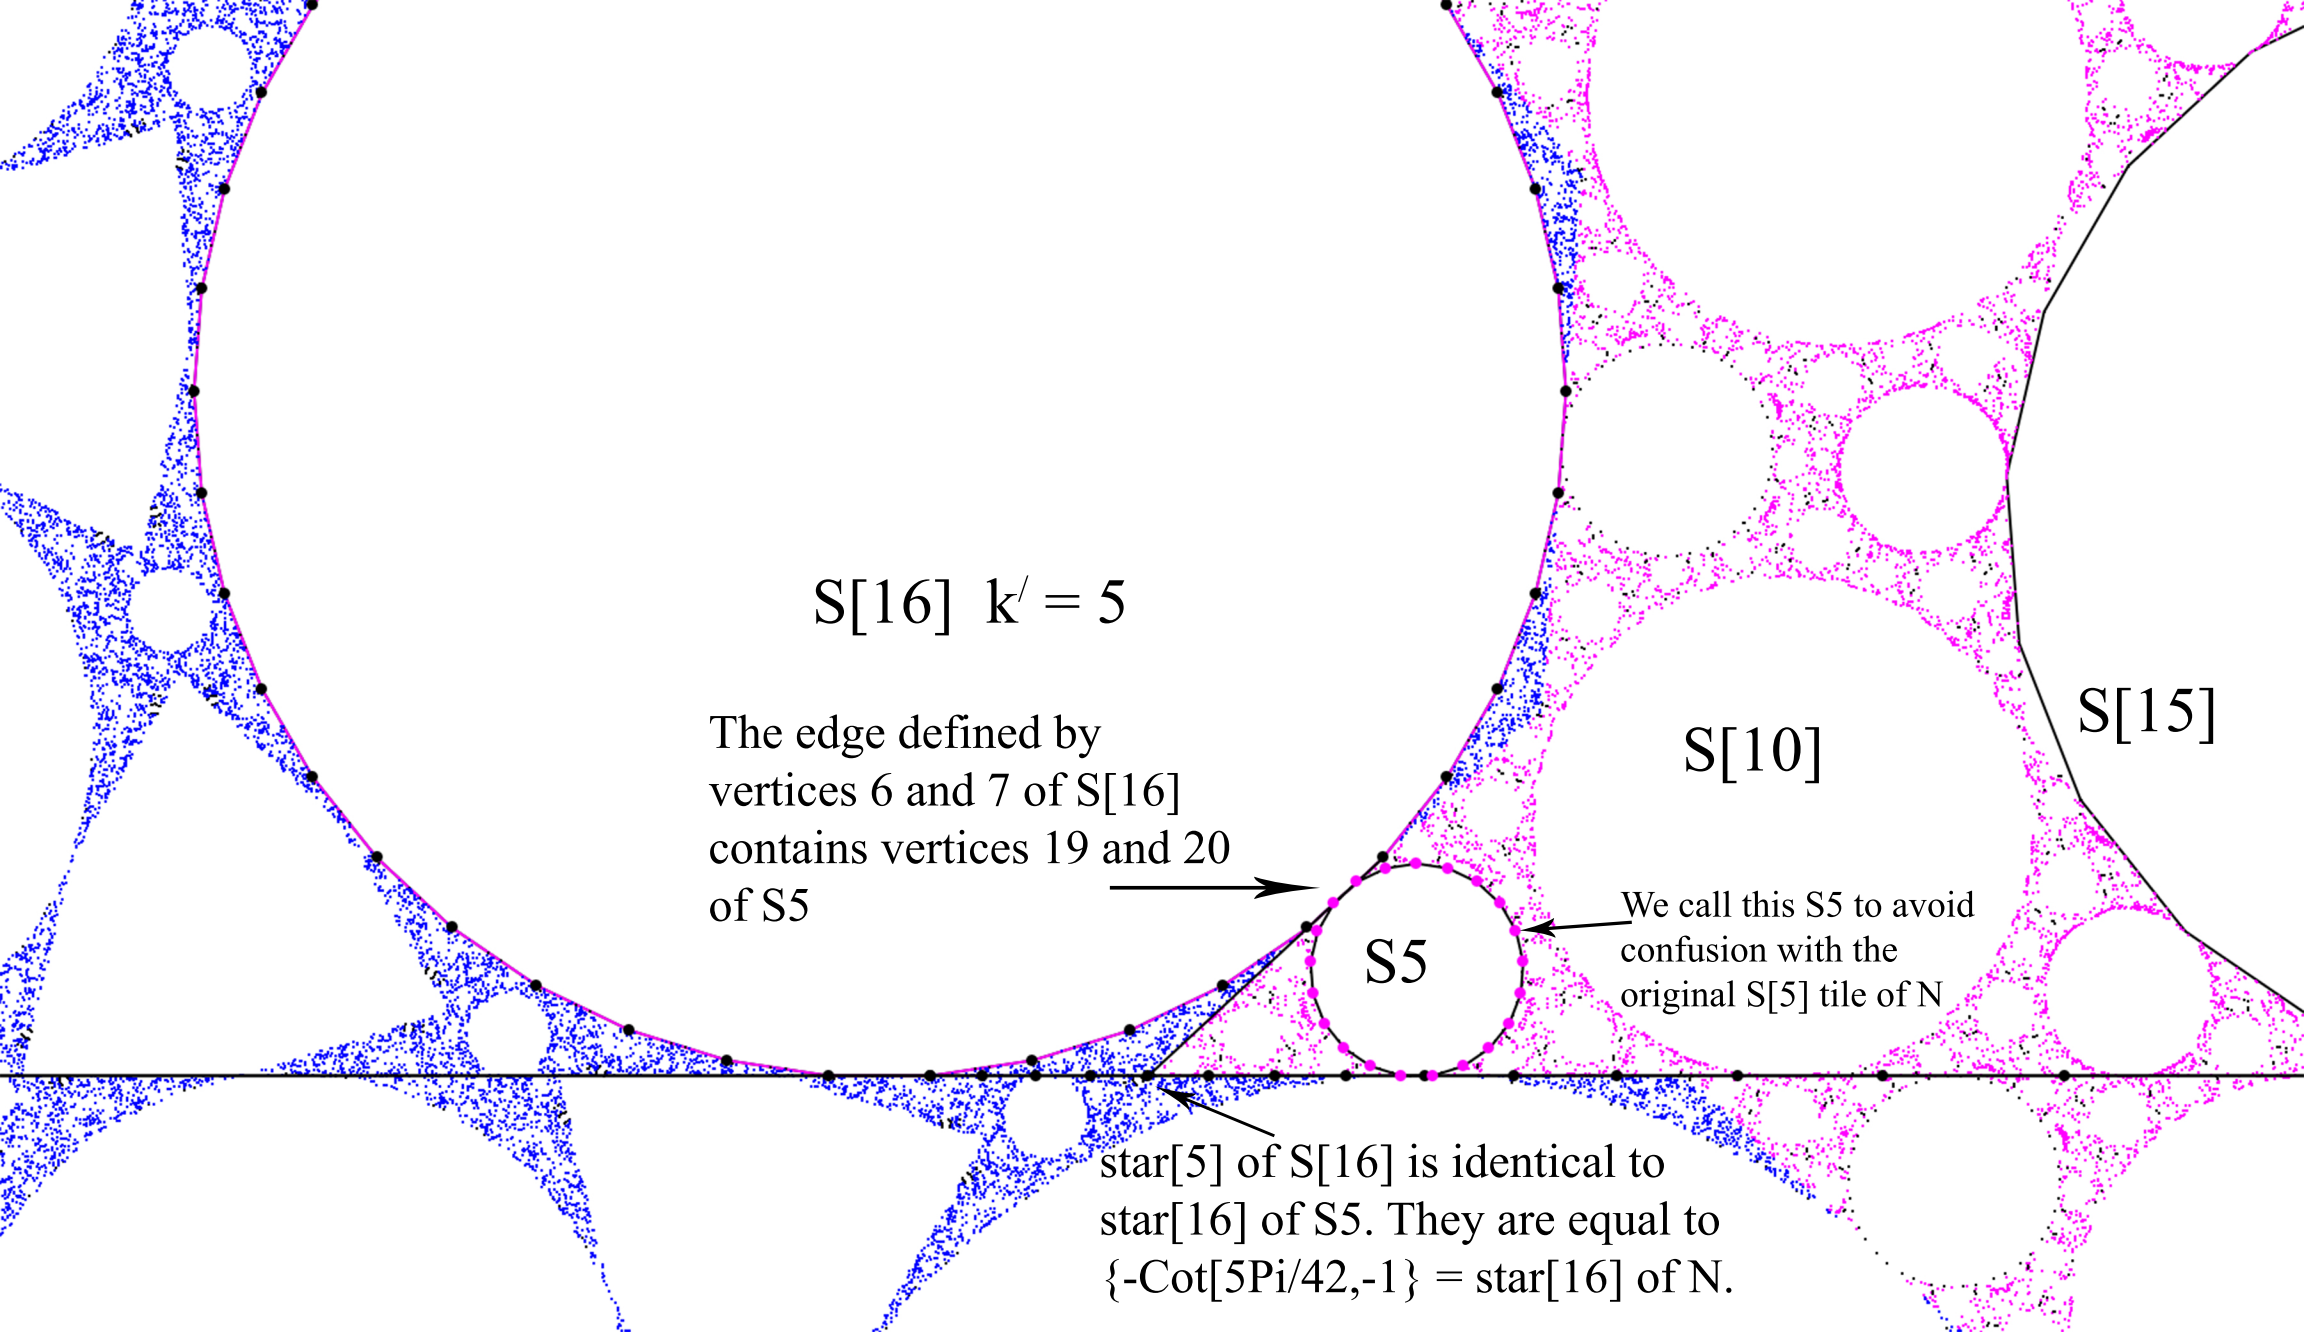 S[16] k/ = 5
The edge defined by
vertices 6 and 7 of S[16]
contains vertices 19 and 20
of S5
S[10]
S[15]
S5
We call this S5 to avoid
confusion with the
original S[5] tile of N
star[5] of S[16] is identical to
star[16] of S5. They are equal to
{-Cot[5Pi/42,-1} = star[16] of N.